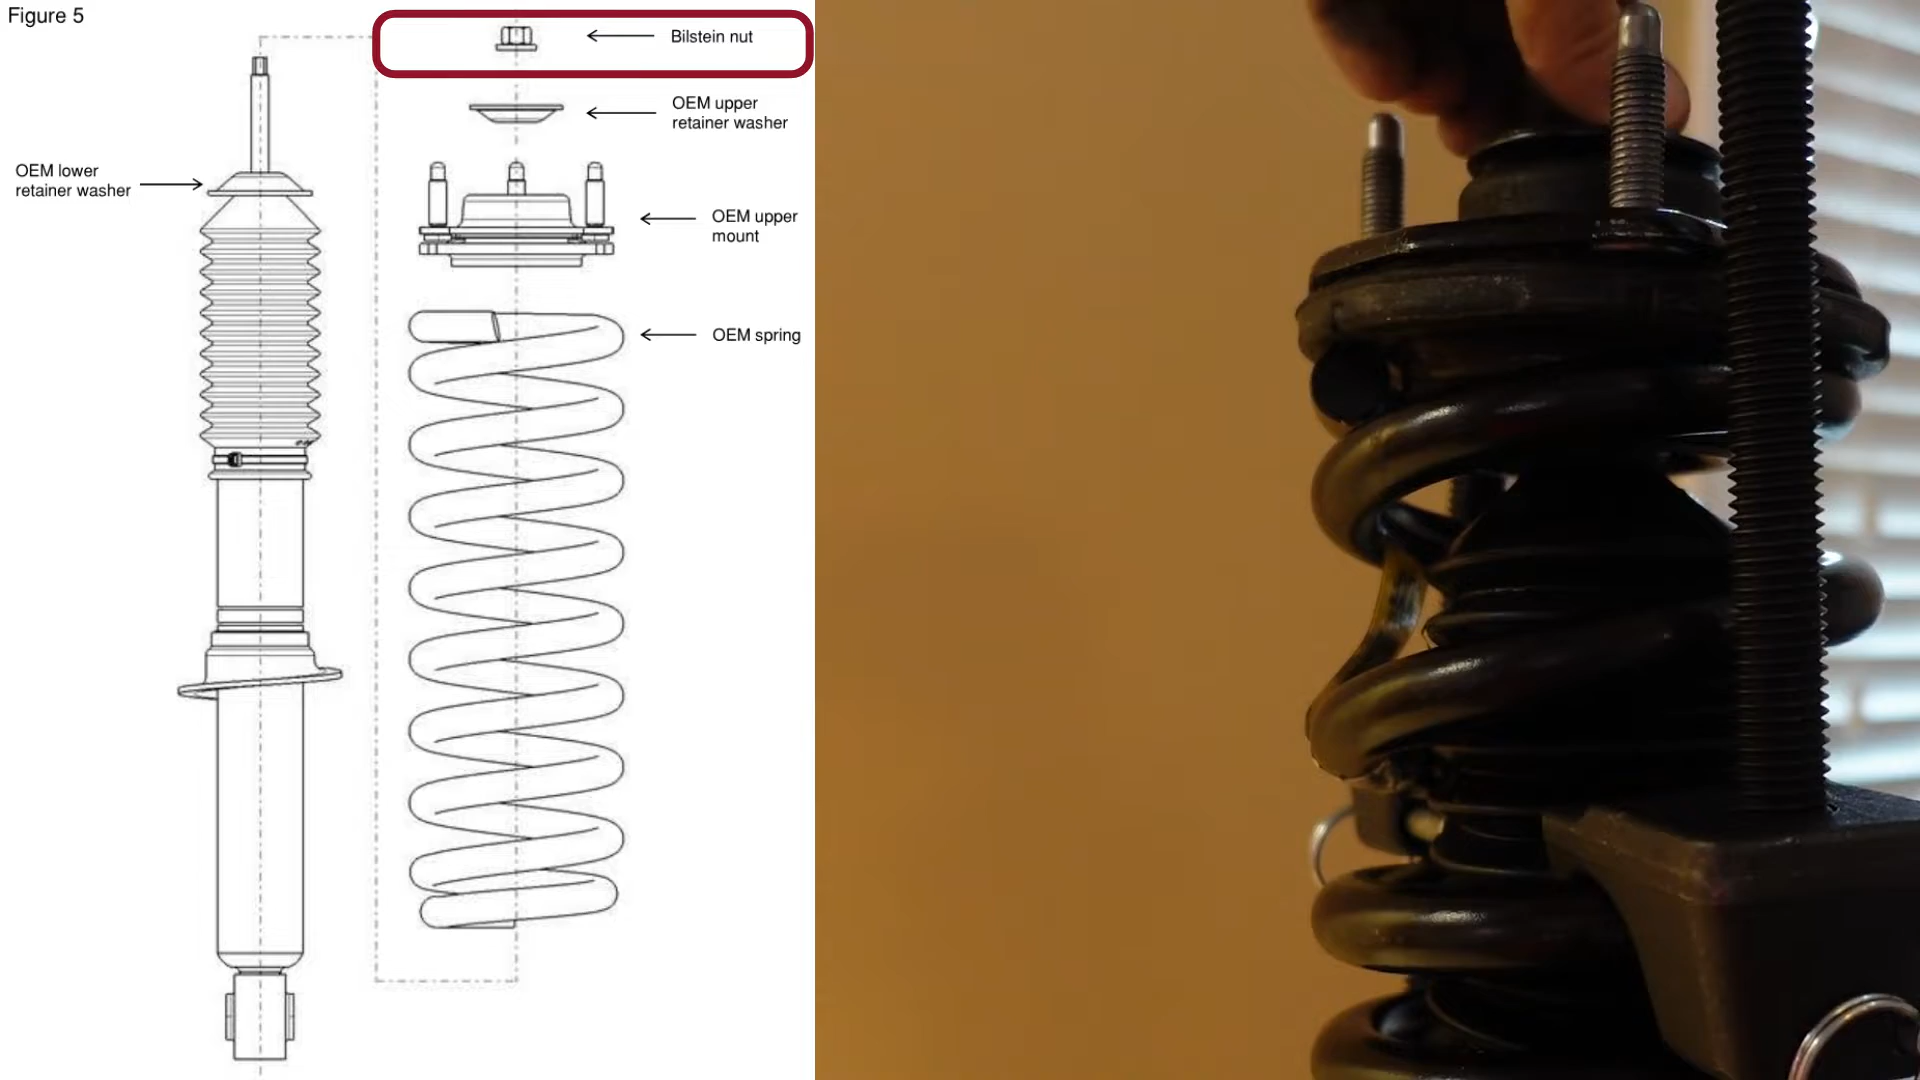 Figure 5
Bilstein nut
OEM upper
retainer washer
OEM lower
retainer washer
OEM upper
mount
OEM spring